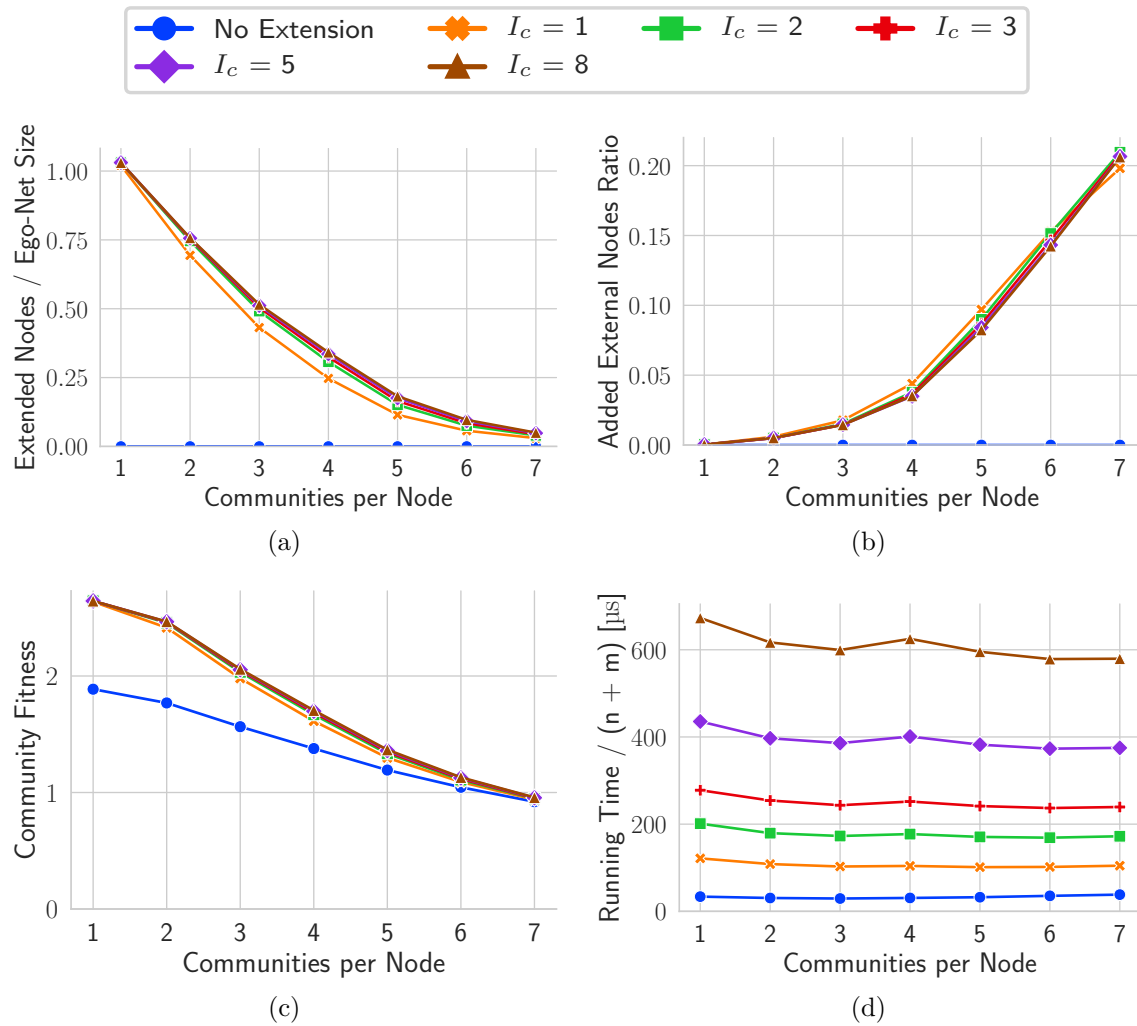 No Extension
I_c = 1
I_c = 2
I_c = 3
I_c = 5
I_c = 8
Extended Nodes / Ego-Net Size
1.00
0.75
0.50
0.25
0.00
1 2 3 4 5 6 7
Communities per Node
(a)
Added External Nodes Ratio
0.20
0.15
0.10
0.05
0.00
1 2 3 4 5 6 7
Communities per Node
(b)
Community Fitness
2
1
0
1 2 3 4 5 6 7
Communities per Node
(c)
Running Time / (n + m) [µs]
600
400
200
0
1 2 3 4 5 6 7
Communities per Node
(d)